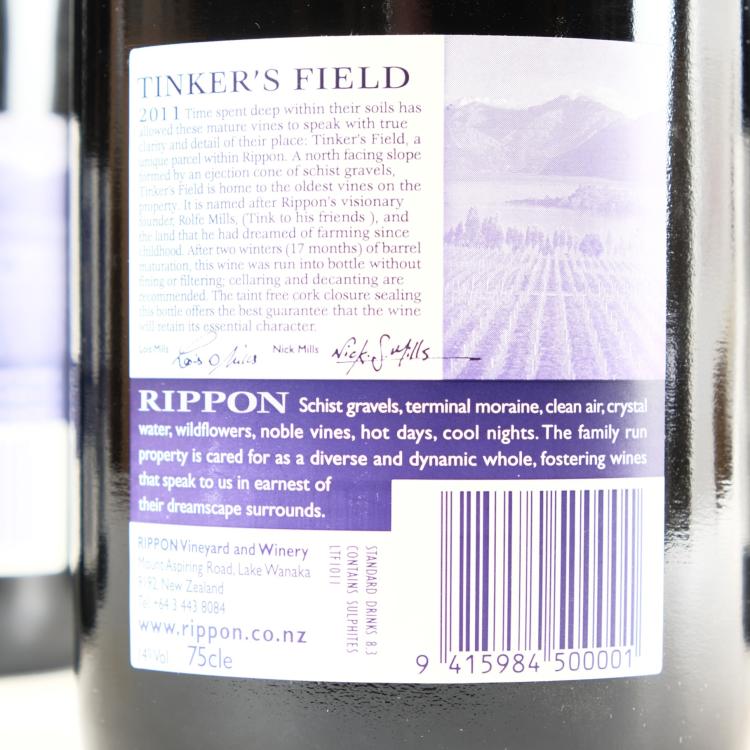 TINKER'S FIELD
2011 Time spent deep within their soils has
allowed these mature vines to speak with true
clarity and detail of their place: Tinker's Field, a
unique parcel within Rippon. A north facing slope
formed by an ejection cone of schist gravels,
Tinker's Field is home to the oldest vines on the
property. It is named after Rippon's visionary
founder, Rolfe Mills, (Tink to his friends ), and
the land that he had dreamed of farming since
childhood. After two winters (17 months) of barrel
maturation, this wine was run into bottle without
fining or filtering; cellaring and decanting are
recommended. The taint free cork closure sealing
this bottle offers the best guarantee that the wine
will retain its essential character.
Lois Mills Lois O Mills Nick Mills Nick S. Mills
RIPPON Schist gravels, terminal moraine, clean air, crystal
water, wildflowers, noble vines, hot days, cool nights. The family run
property is cared for as a diverse and dynamic whole, fostering wines
that speak to us in earnest of
their dreamscape surrounds.
RIPPON Vineyard and Winery
Mount Aspiring Road, Lake Wanaka
9192, New Zealand
Tel +64 3 443 8084
www.rippon.co.nz
14%Vol 75cle
STANDARD DRINKS 8.3
CONTAINS SULPHITES
LTF1011
9 415984 500001